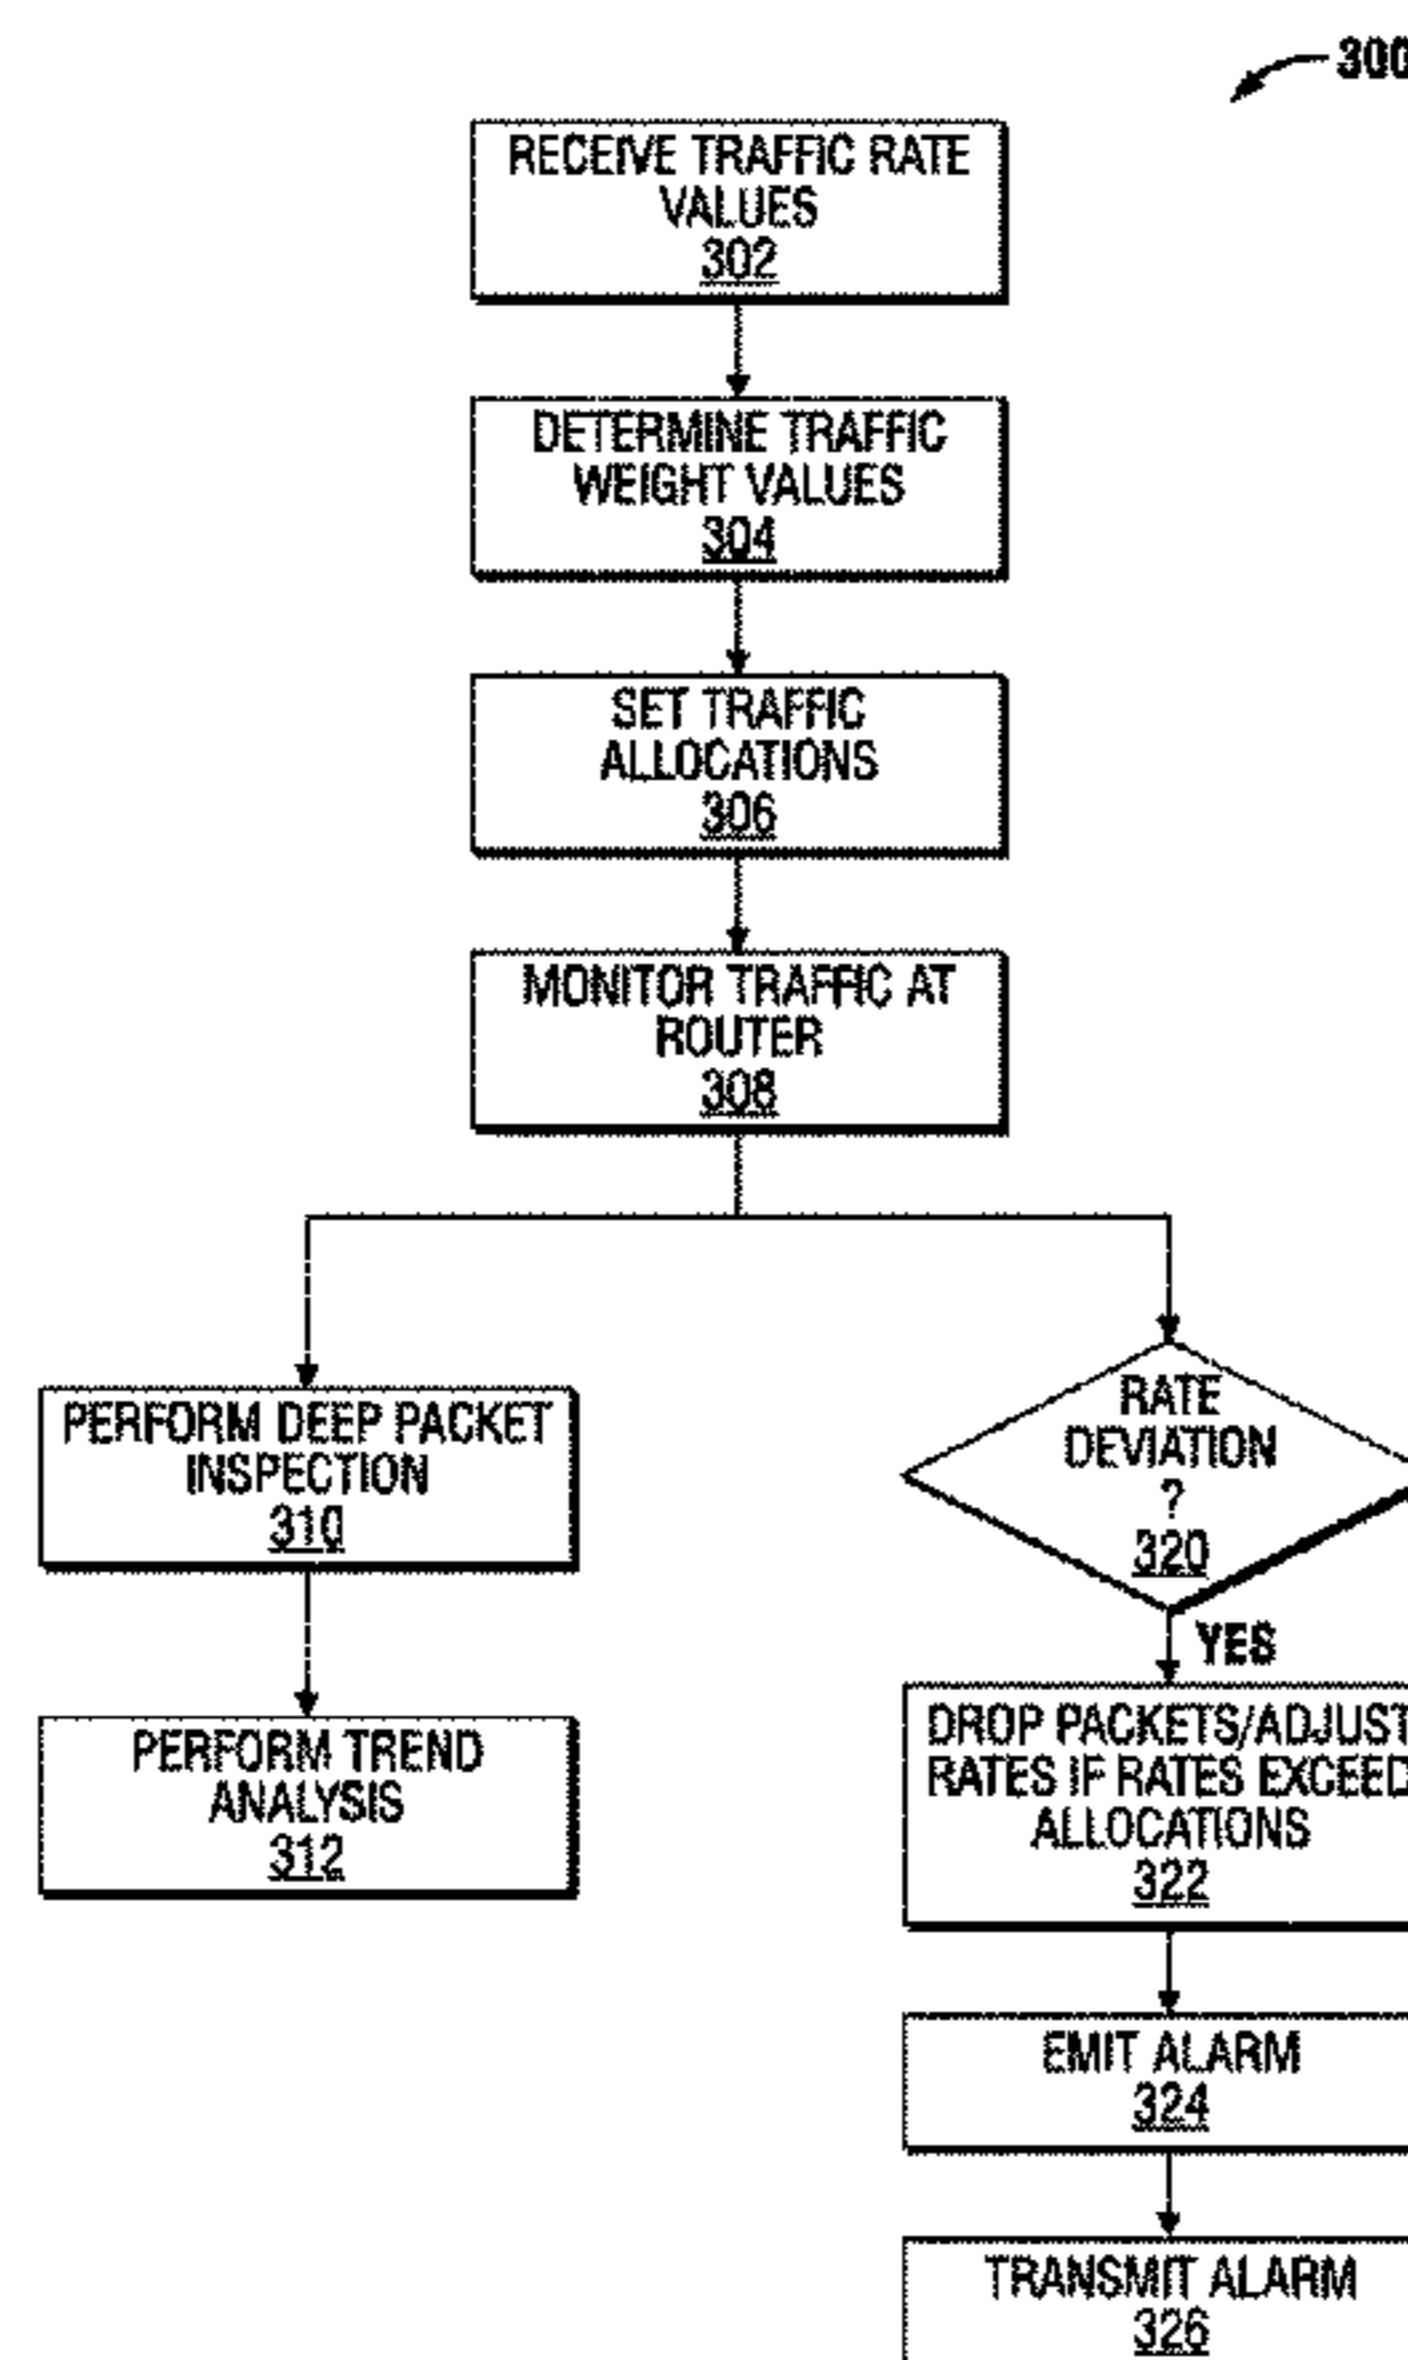 300
RECEIVE TRAFFIC RATE
VALUES
302
DETERMINE TRAFFIC
WEIGHT VALUES
304
SET TRAFFIC
ALLOCATIONS
306
MONITOR TRAFFIC AT
ROUTER
308
PERFORM DEEP PACKET
INSPECTION
310
PERFORM TREND
ANALYSIS
312
RATE
DEVIATION
?
320
YES
DROP PACKETS/ADJUST
RATES IF RATES EXCEED
ALLOCATIONS
322
EMIT ALARM
324
TRANSMIT ALARM
326